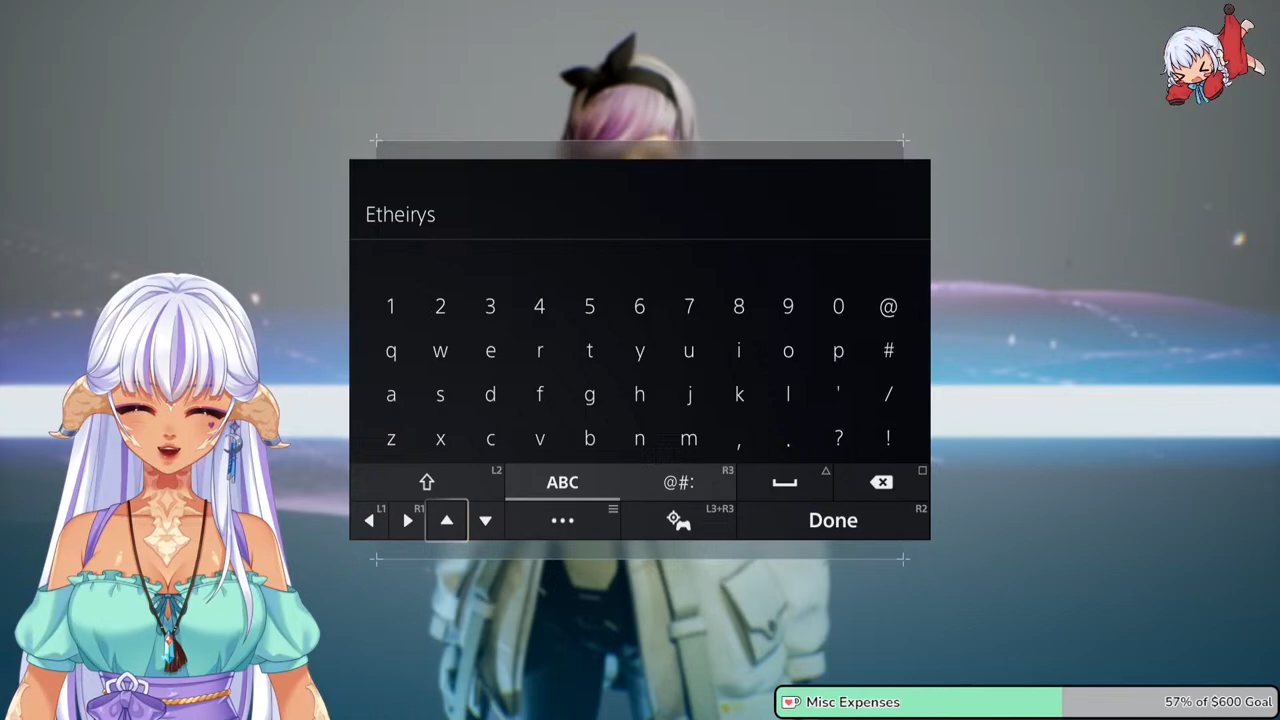 Etheirys
1 2 3 4 5 6 7 8 9 0 @
q w e r t y u i o p #
a s d f g h j k l ' /
z x c v b n m , . ? !
L2 ABC @#: R3
L1 R1 ... L3+R3 Done R2
Misc Expenses 57% of $600 Goal